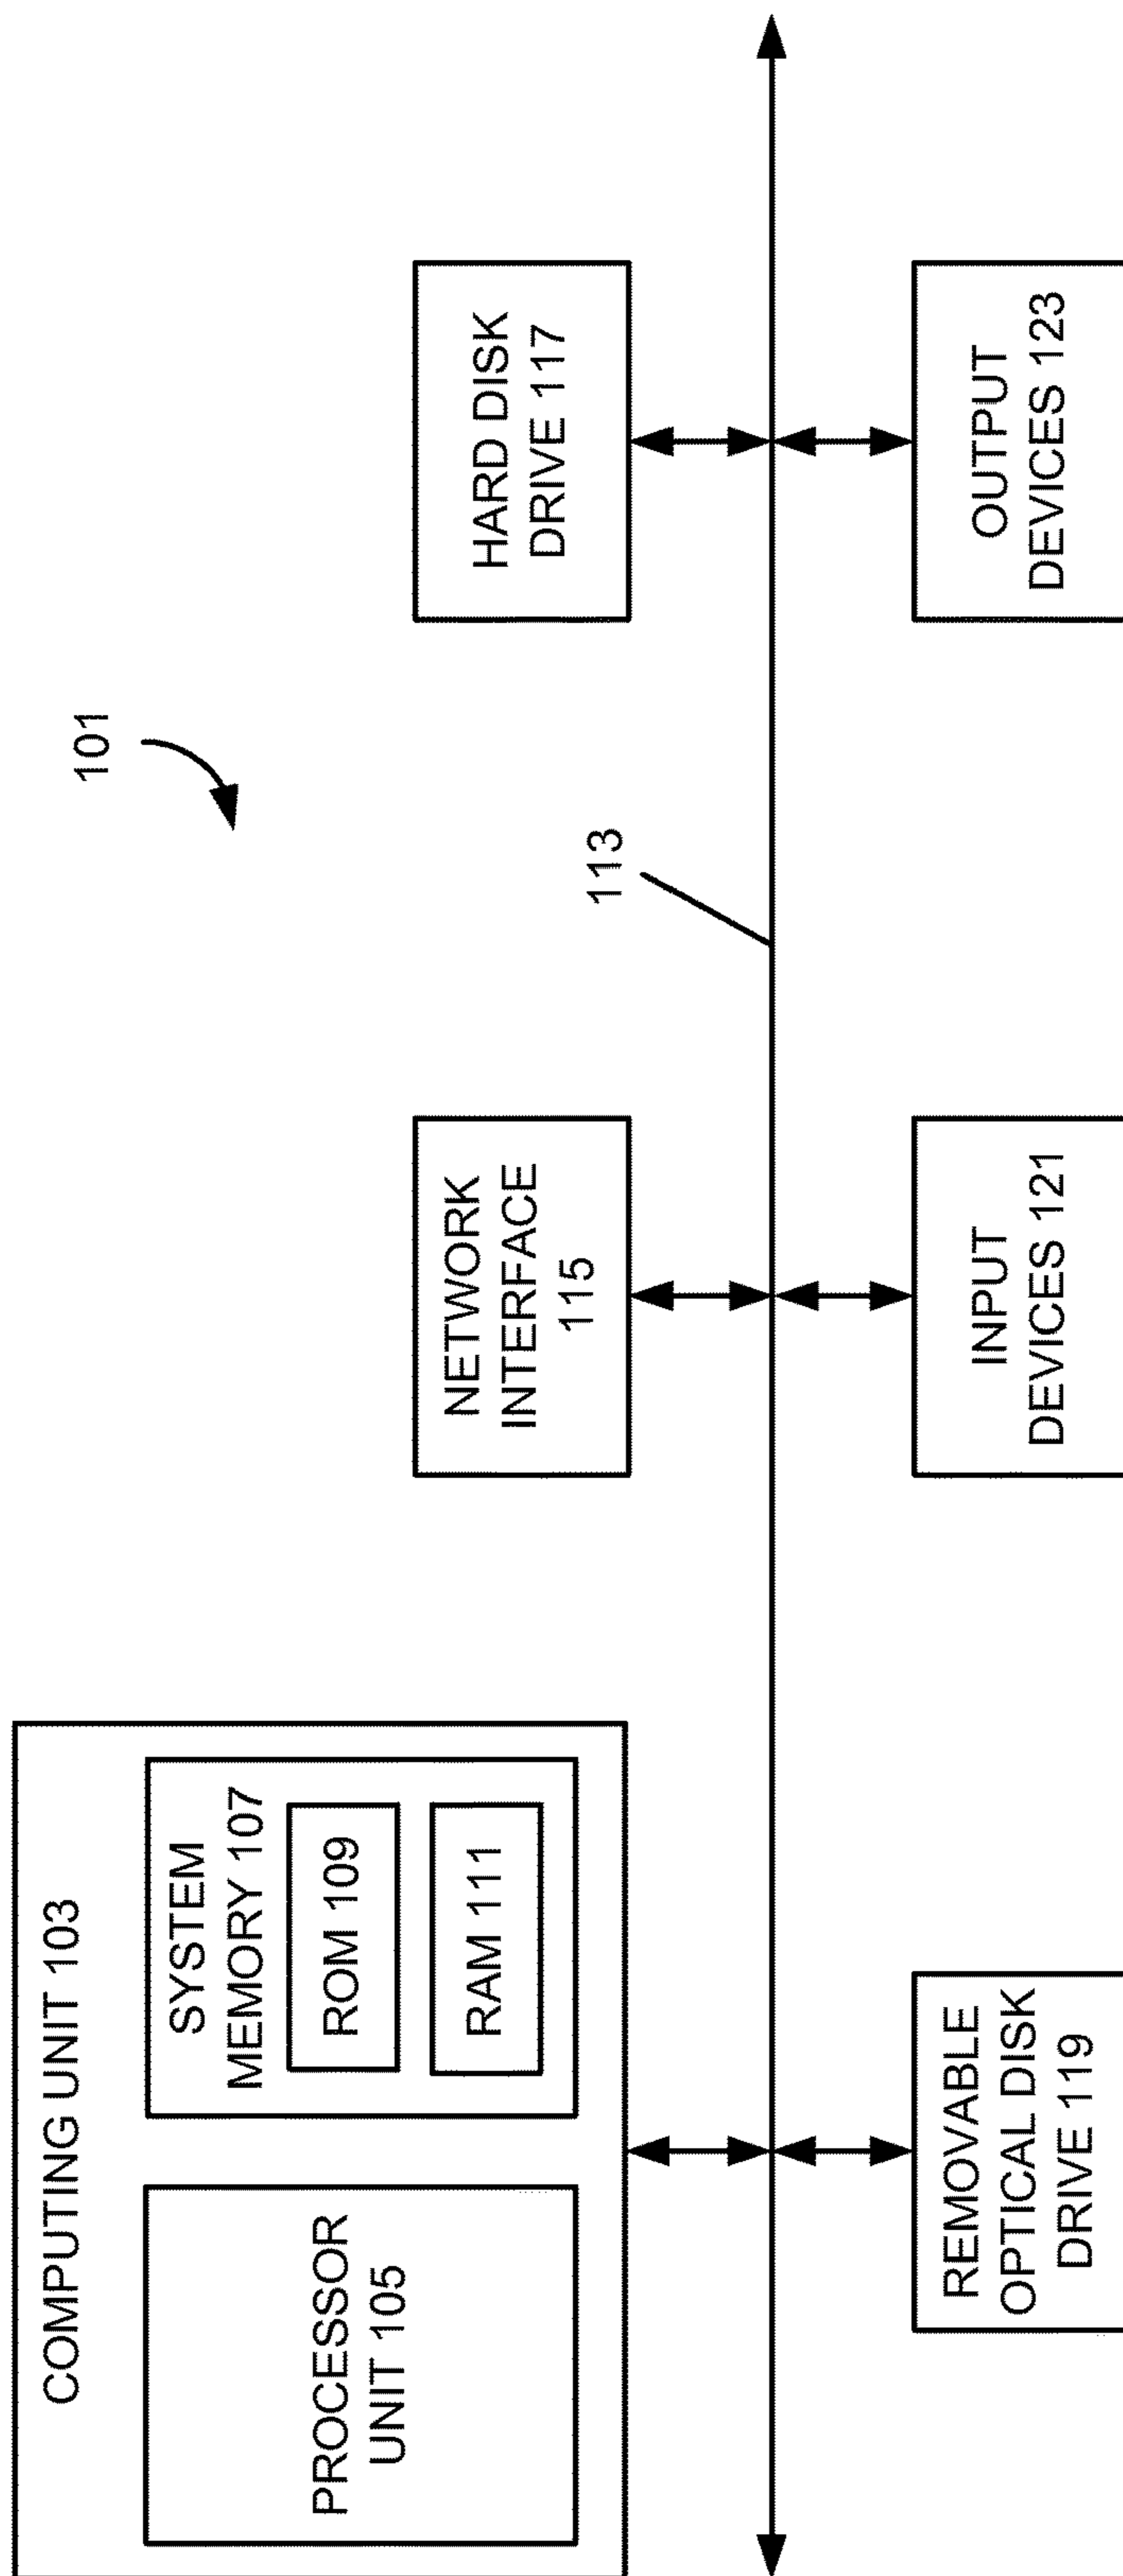 101
COMPUTING UNIT 103
PROCESSOR
UNIT 105
SYSTEM
MEMORY 107
ROM 109
RAM 111
NETWORK
INTERFACE
115
HARD DISK
DRIVE 117
113
REMOVABLE
OPTICAL DISK
DRIVE 119
INPUT
DEVICES 121
OUTPUT
DEVICES 123